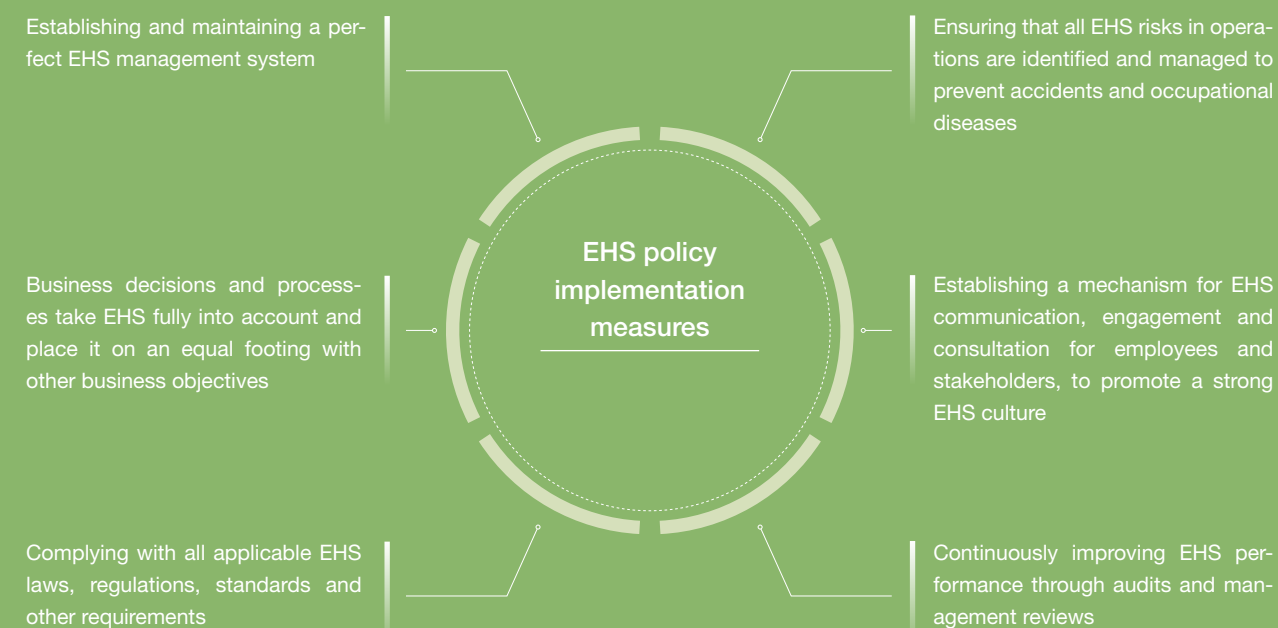 Establishing and maintaining a per-
fect EHS management system
Ensuring that all EHS risks in opera-
tions are identified and managed to
prevent accidents and occupational
diseases
EHS policy
implementation
measures
Business decisions and process-
es take EHS fully into account and
place it on an equal footing with
other business objectives
Establishing a mechanism for EHS
communication, engagement and
consultation for employees and
stakeholders, to promote a strong
EHS culture
Complying with all applicable EHS
laws, regulations, standards and
other requirements
Continuously improving EHS per-
formance through audits and man-
agement reviews